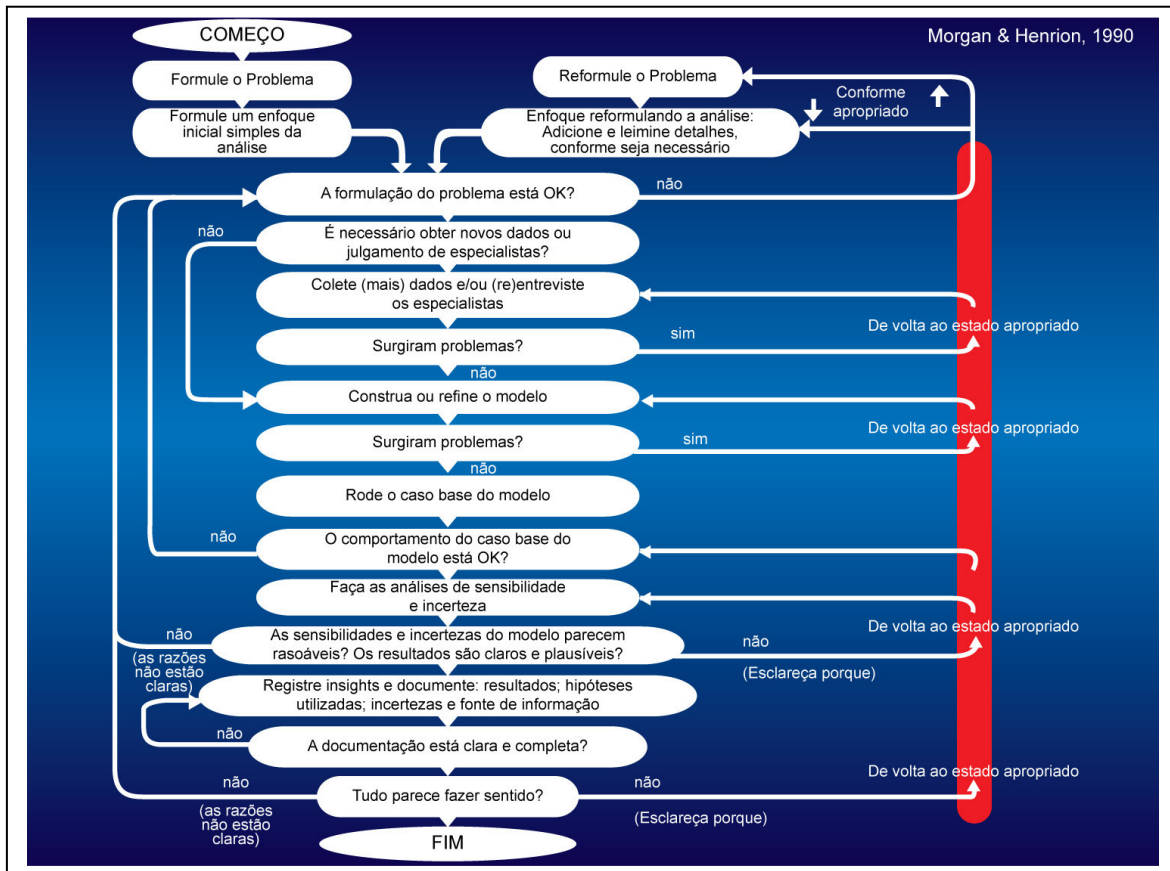 COMEÇO
Morgan & Henrion, 1990
Formule o Problema
Reformule o Problema
Conforme
apropriado
Formule um enfoque
inicial simples da
análise
Enfoque reformulando a análise:
Adicione e leimine detalhes,
conforme seja necessário
A formulação do problema está OK?
não
não
É necessário obter novos dados ou
julgamento de especialistas?
Colete (mais) dados e/ou (re)entreviste
os especialistas
De volta ao estado apropriado
Surgiram problemas?
sim
não
Construa ou refine o modelo
De volta ao estado apropriado
Surgiram problemas?
sim
não
Rode o caso base do modelo
não
O comportamento do caso base do
modelo está OK?
Faça as análises de sensibilidade
e incerteza
De volta ao estado apropriado
não
(as razões
não estão
claras)
As sensibilidades e incertezas do modelo parecem
rasoáveis? Os resultados são claros e plausíveis?
não
(Esclareça porque)
Registre insights e documente: resultados; hipóteses
utilizadas; incertezas e fonte de informação
não
A documentação está clara e completa?
De volta ao estado apropriado
não
(as razões
não estão
claras)
Tudo parece fazer sentido?
não
(Esclareça porque)
FIM